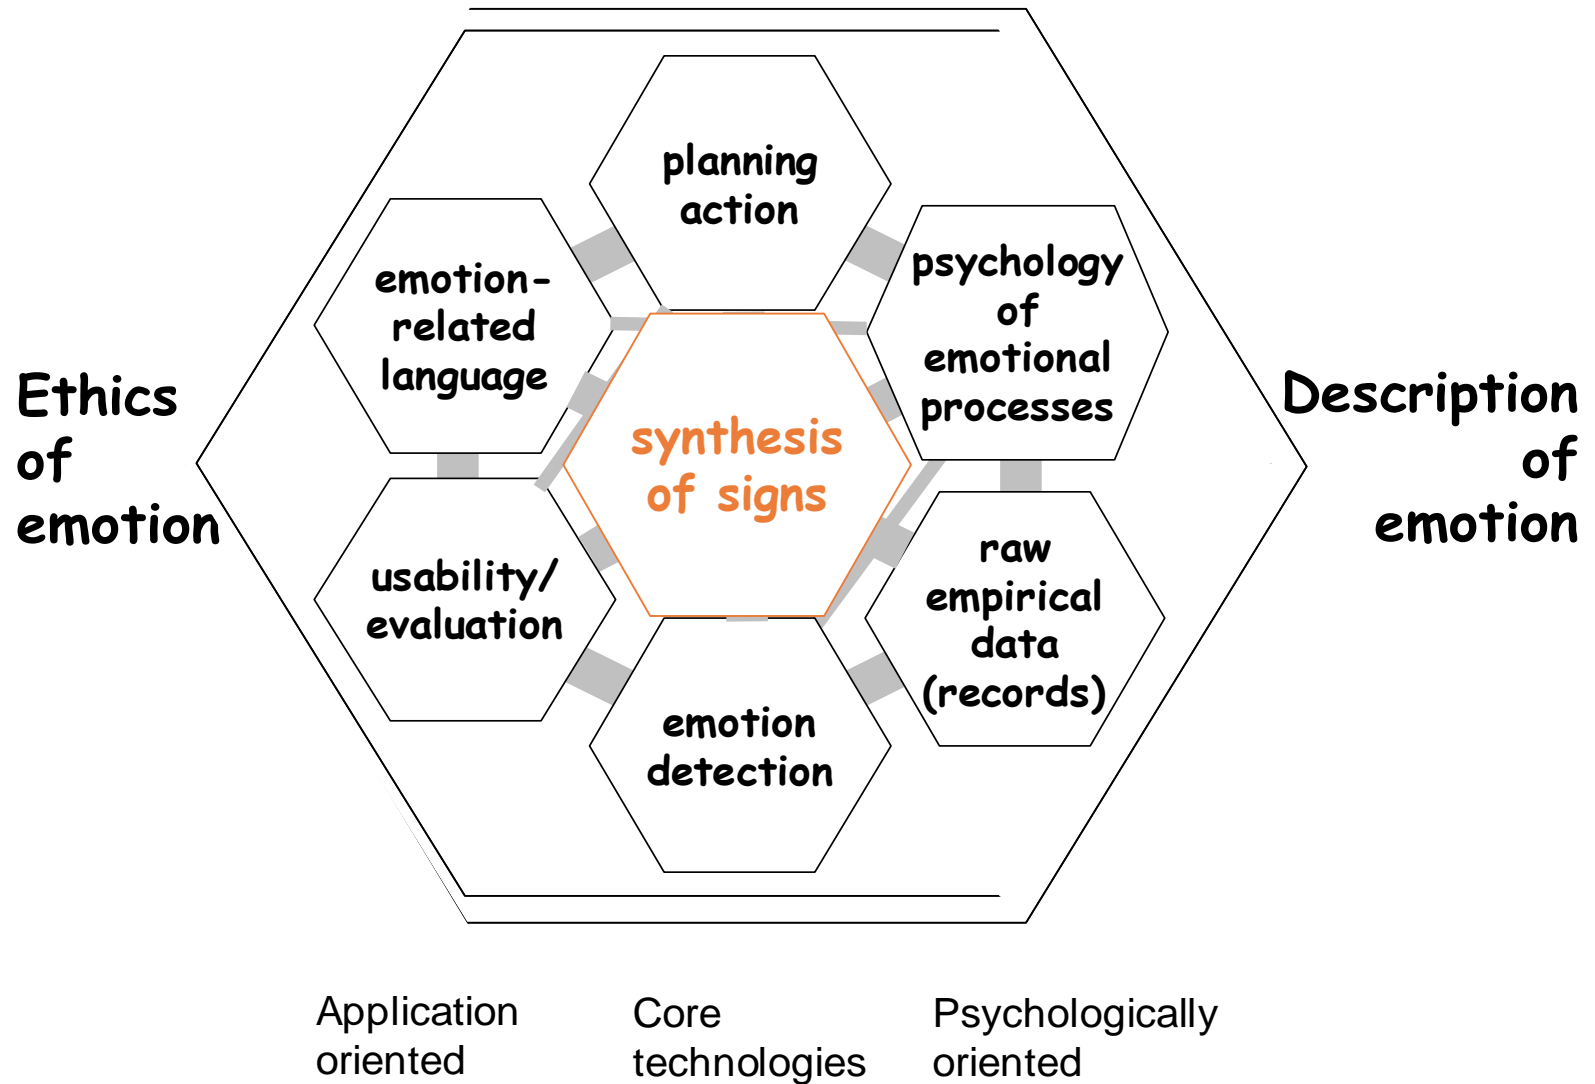 planning
action
emotion-
related
language
psychology
of
emotional
processes
Ethics
of
emotion
synthesis
of signs
Description
of
emotion
usability/
evaluation
raw
empirical
data
(records)
emotion
detection
Application
oriented
Core
technologies
Psychologically
oriented